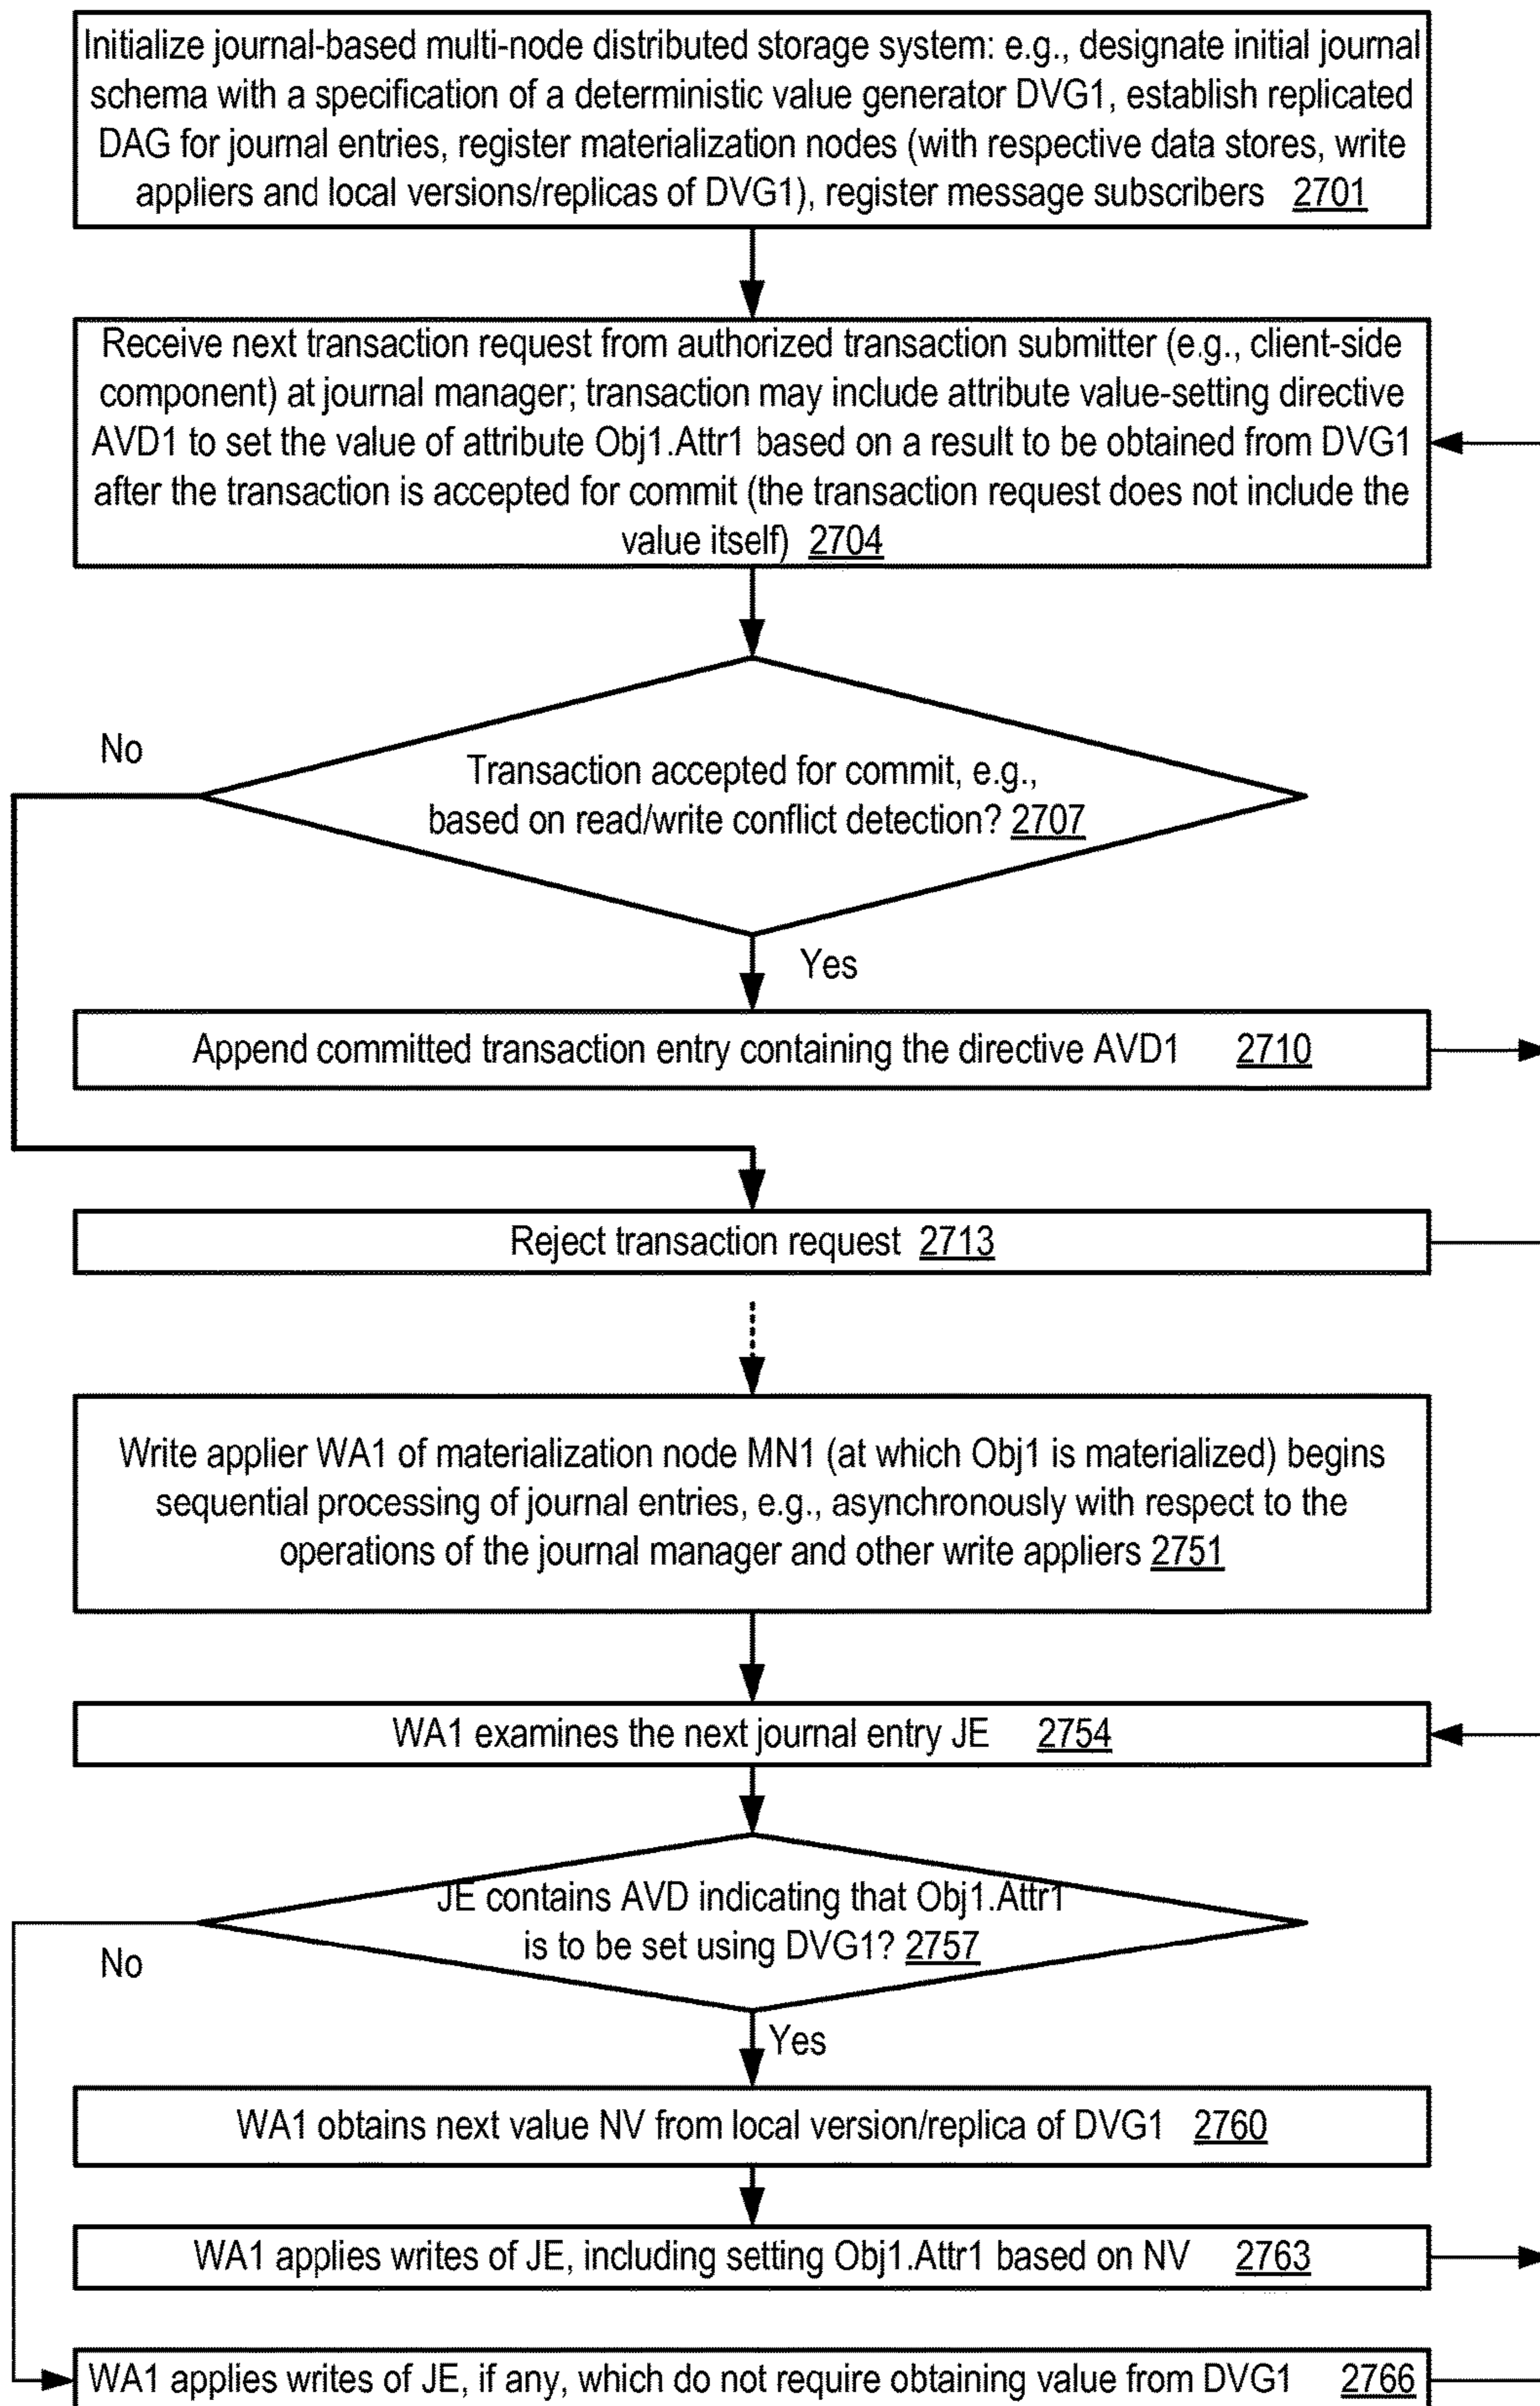 Initialize journal-based multi-node distributed storage system: e.g., designate initial journal
schema with a specification of a deterministic value generator DVG1, establish replicated
DAG for journal entries, register materialization nodes (with respective data stores, write
appliers and local versions/replicas of DVG1), register message subscribers 2701
Receive next transaction request from authorized transaction submitter (e.g., client-side
component) at journal manager; transaction may include attribute value-setting directive
AVD1 to set the value of attribute Obj1.Attr1 based on a result to be obtained from DVG1
after the transaction is accepted for commit (the transaction request does not include the
value itself) 2704
No
Transaction accepted for commit, e.g.,
based on read/write conflict detection? 2707
Yes
Append committed transaction entry containing the directive AVD1 2710
Reject transaction request 2713
Write applier WA1 of materialization node MN1 (at which Obj1 is materialized) begins
sequential processing of journal entries, e.g., asynchronously with respect to the
operations of the journal manager and other write appliers 2751
WA1 examines the next journal entry JE 2754
JE contains AVD indicating that Obj1.Attr1
is to be set using DVG1? 2757
No
Yes
WA1 obtains next value NV from local version/replica of DVG1 2760
WA1 applies writes of JE, including setting Obj1.Attr1 based on NV 2763
WA1 applies writes of JE, if any, which do not require obtaining value from DVG1 2766